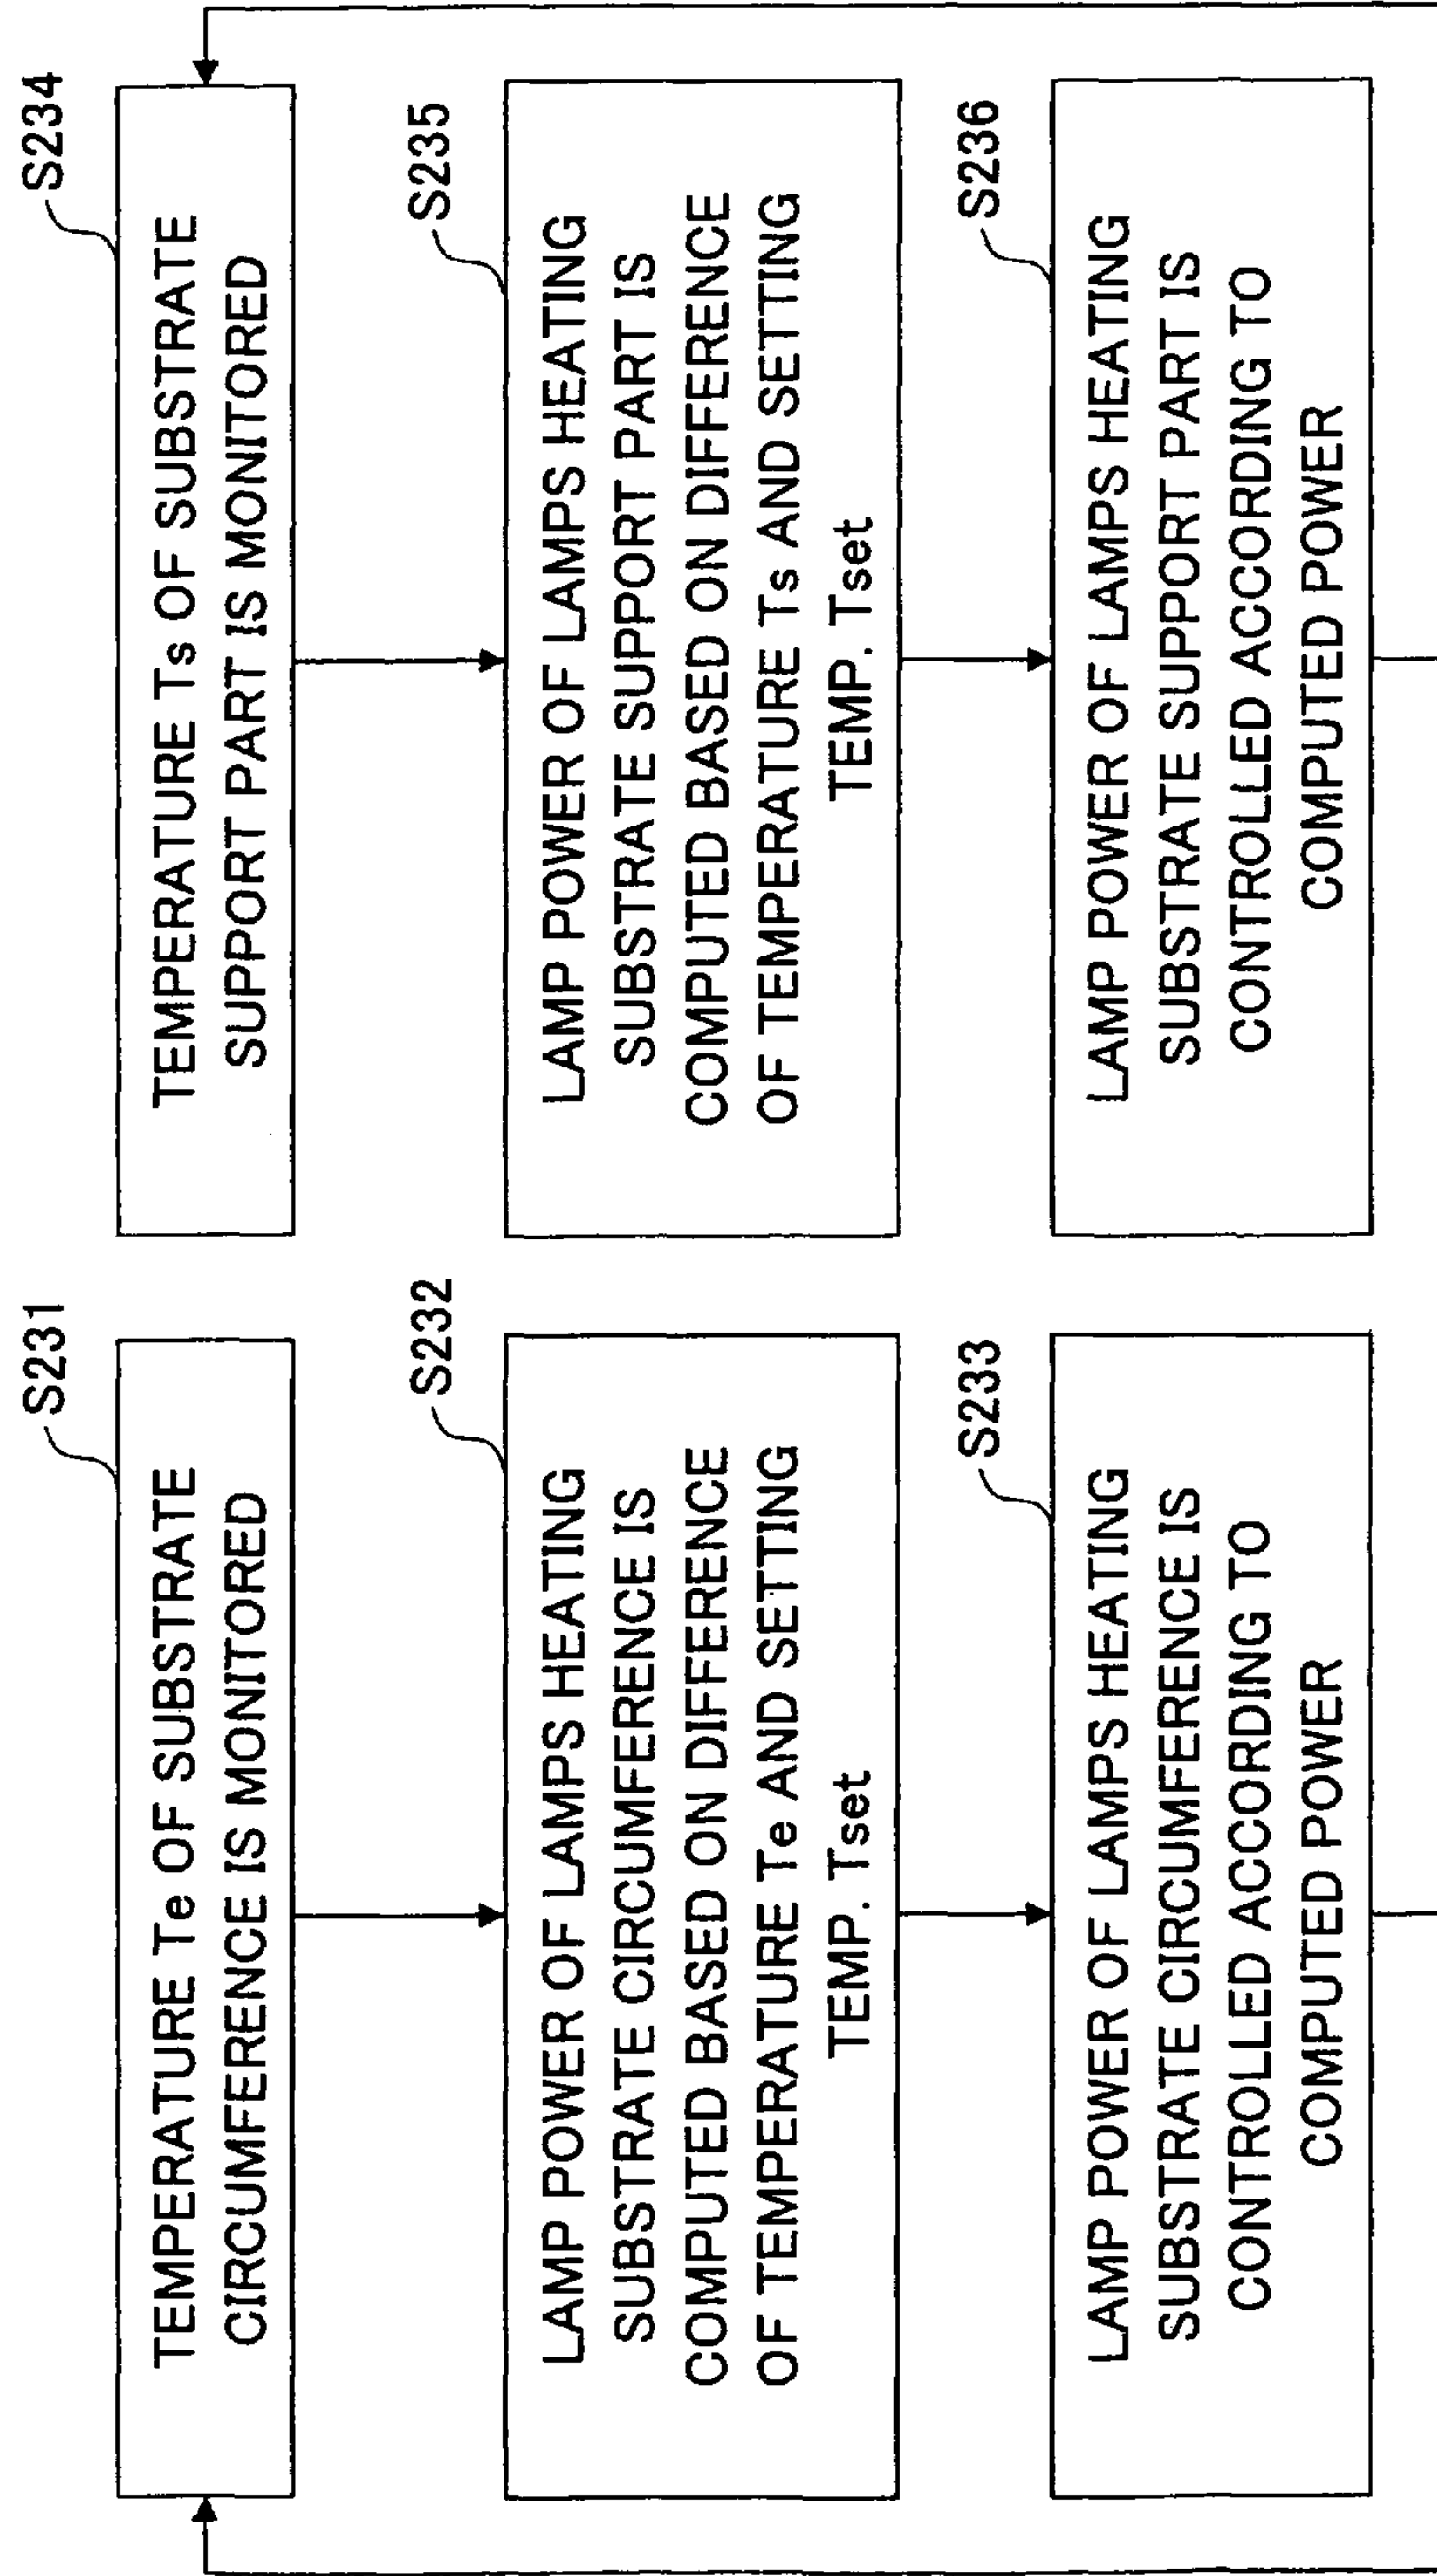 S231
TEMPERATURE Te OF SUBSTRATE
CIRCUMFERENCE IS MONITORED
S232
LAMP POWER OF LAMPS HEATING
SUBSTRATE CIRCUMFERENCE IS
COMPUTED BASED ON DIFFERENCE
OF TEMPERATURE Te AND SETTING
TEMP. Tset
S233
LAMP POWER OF LAMPS HEATING
SUBSTRATE CIRCUMFERENCE IS
CONTROLLED ACCORDING TO
COMPUTED POWER
S234
TEMPERATURE Ts OF SUBSTRATE
SUPPORT PART IS MONITORED
S235
LAMP POWER OF LAMPS HEATING
SUBSTRATE SUPPORT PART IS
COMPUTED BASED ON DIFFERENCE
OF TEMPERATURE Ts AND SETTING
TEMP. Tset
S236
LAMP POWER OF LAMPS HEATING
SUBSTRATE SUPPORT PART IS
CONTROLLED ACCORDING TO
COMPUTED POWER